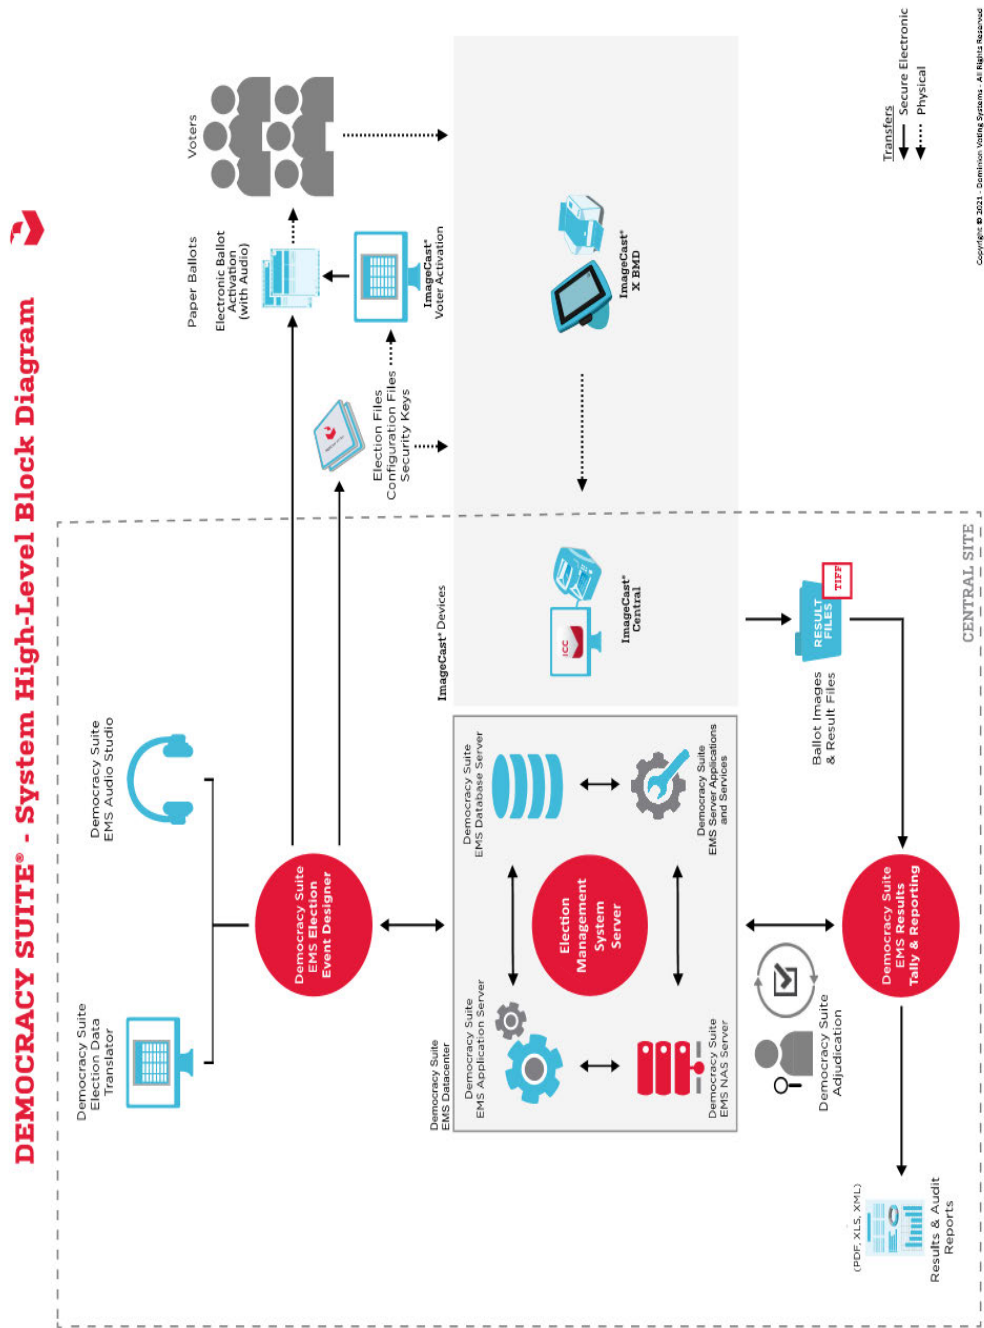 DEMOCRACY SUITE® - System High-Level Block Diagram
Democracy Suite
Election Data
Translator
Democracy Suite
EMS Audio Studio
Democracy Suite
EMS Election
Event Designer
Paper Ballots
Electronic Ballot
Activation
(with Audio)
Voters
ImageCast®
Voter Activation
Election Files
Configuration Files
Security Keys
Democracy Suite
EMS Datacenter
Democracy Suite
EMS Application Server
Democracy Suite
EMS Database Server
Election
Management
System
Server
Democracy Suite
EMS NAS Server
Democracy Suite
EMS Server Applications
and Services
ImageCast® Devices
ICC
ImageCast®
Central
ImageCast®
X BMD
Democracy Suite
Adjudication
Ballot Images
& Result Files
RESULT
FILES
TIFF
Democracy Suite
EMS Results
Tally & Reporting
(PDF, XLS, XML)
Results & Audit
Reports
CENTRAL SITE
Transfers
Secure Electronic
Physical
Copyright © 2021 - Dominion Voting Systems - All Rights Reserved